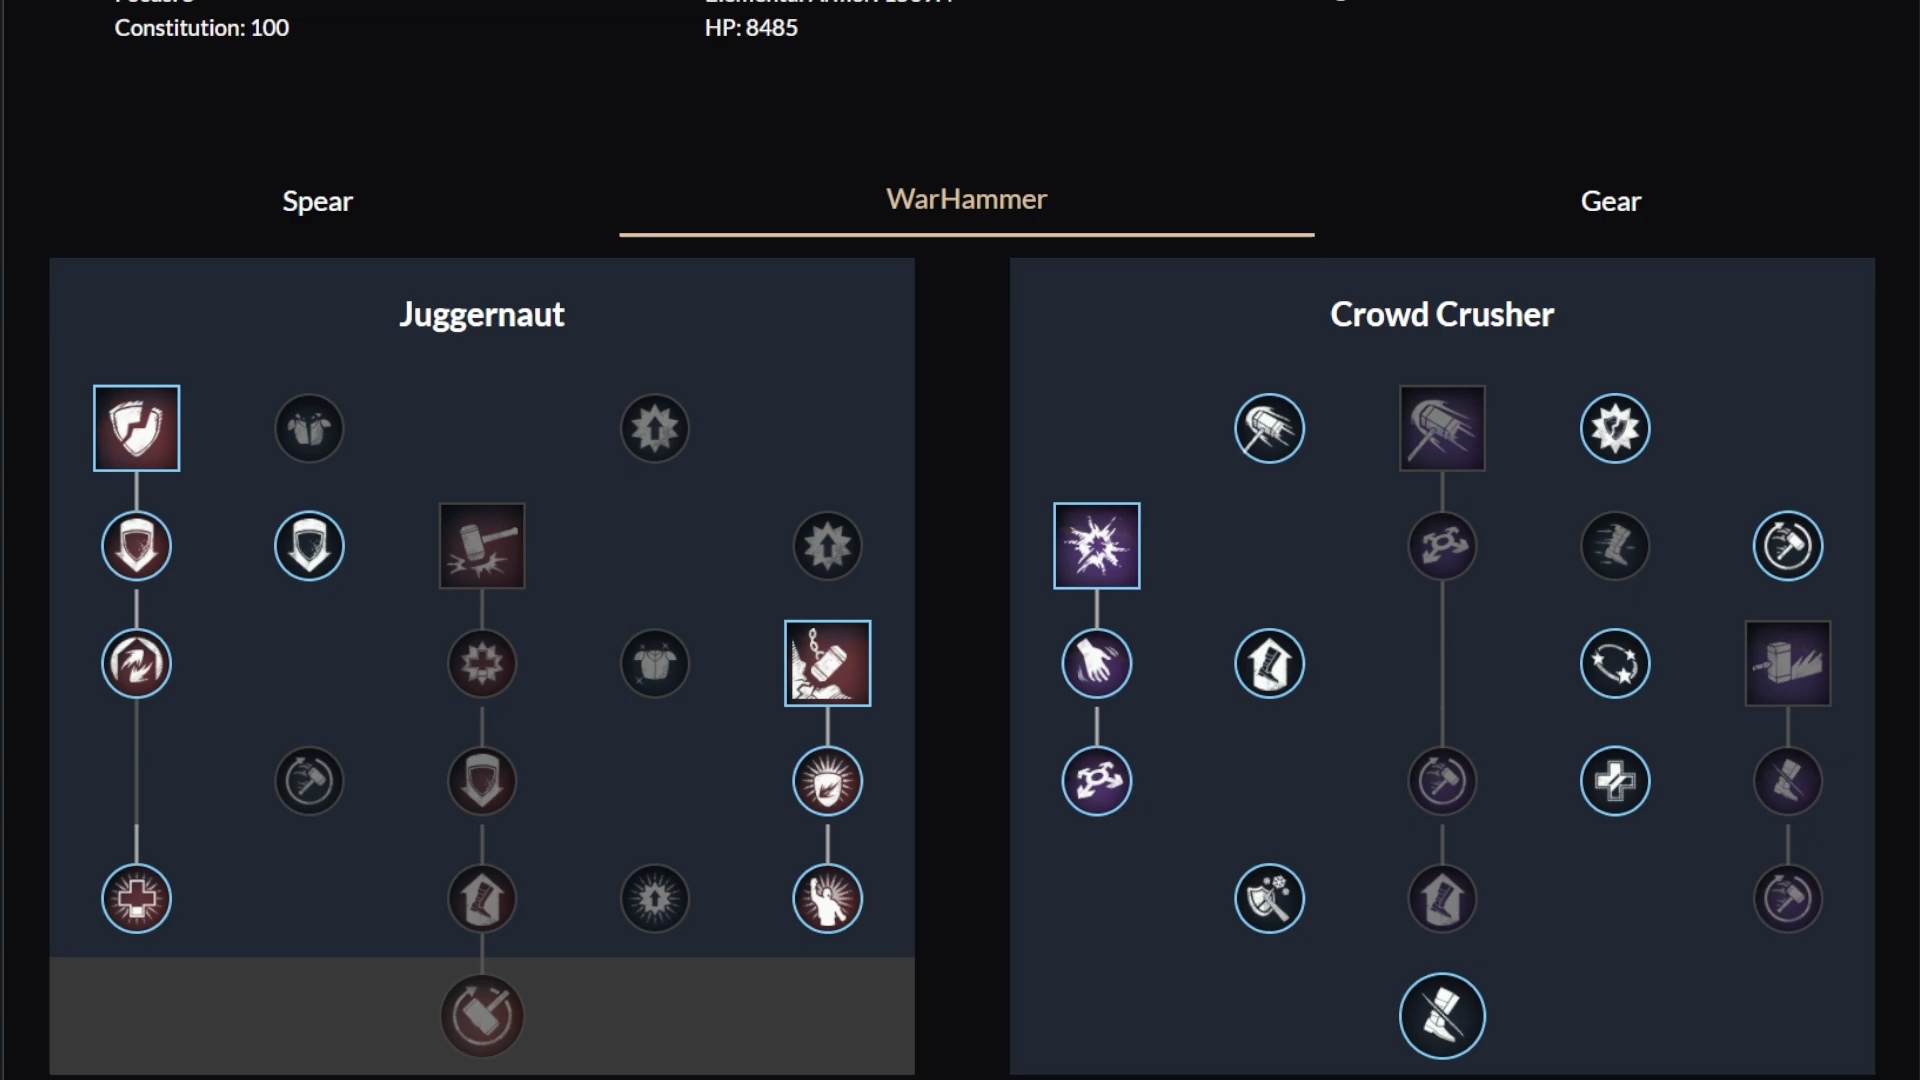 Constitution: 100
HP: 8485
Spear
WarHammer
Gear
Juggernaut
Crowd Crusher